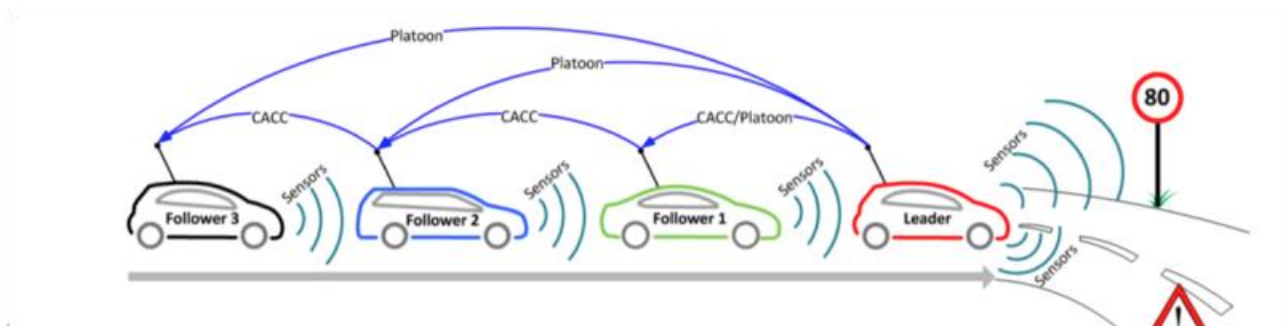 Platoon
Platoon
CACC
CACC
CACC/Platoon
Sensors
Sensors
Sensors
Sensors
80
Follower 3
Follower 2
Follower 1
Leader
Sensors
!